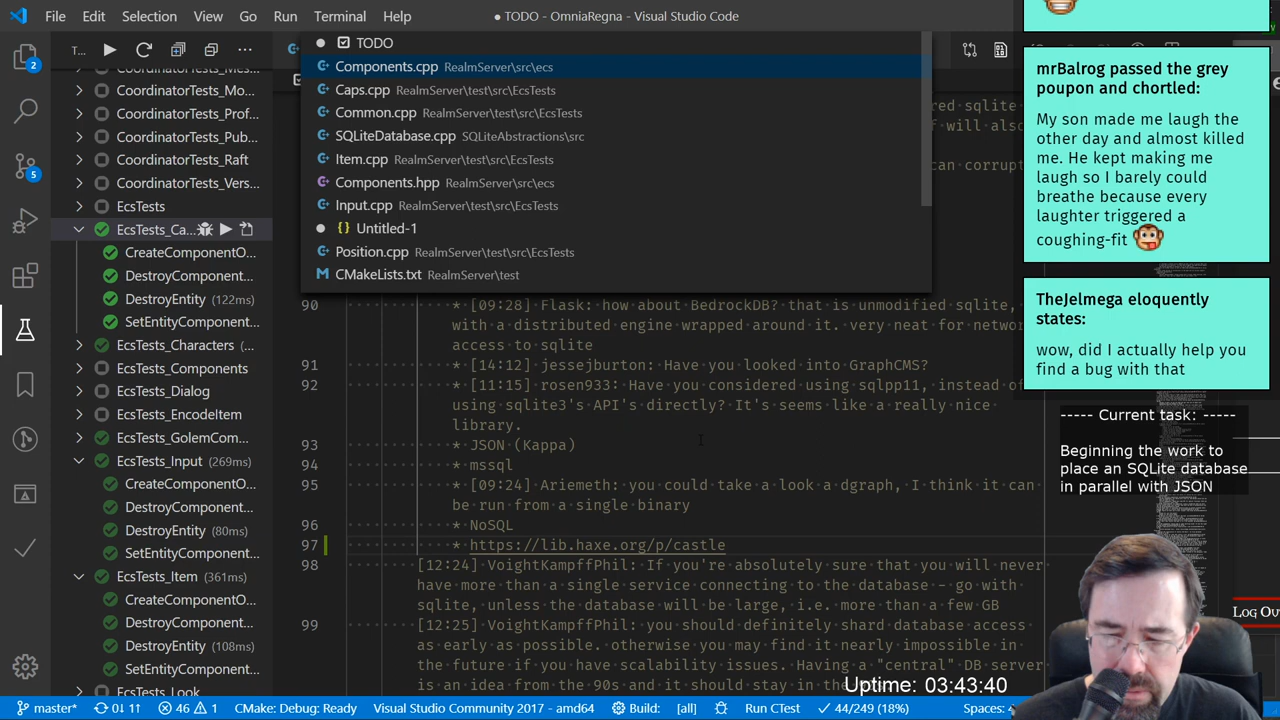 File Edit Selection View Go Run Terminal Help
● TODO - OmniaRegna - Visual Studio Code
T...
TODO
Components.cpp RealmServer\src\ecs
Caps.cpp RealmServer\test\src\EcsTests
Common.cpp RealmServer\test\src\EcsTests
SQLiteDatabase.cpp SQLiteAbstractions\src
Item.cpp RealmServer\test\src\EcsTests
Components.hpp RealmServer\src\ecs
Input.cpp RealmServer\test\src\EcsTests
Untitled-1
Position.cpp RealmServer\test\src\EcsTests
CMakeLists.txt RealmServer\test
2
5
CoordinatorTests_Mes...
CoordinatorTests_Mo...
CoordinatorTests_Prof...
CoordinatorTests_Pub...
CoordinatorTests_Raft
CoordinatorTests_Vers...
EcsTests
EcsTests_Ca...
CreateComponentO...
DestroyComponent...
DestroyEntity (122ms)
SetEntityComponent...
EcsTests_Characters (...
EcsTests_Components
EcsTests_Dialog
EcsTests_EncodeItem
EcsTests_GolemCom...
EcsTests_Input (269ms)
CreateComponentO...
DestroyComponent...
DestroyEntity (80ms)
SetEntityComponent...
EcsTests_Item (361ms)
CreateComponentO...
DestroyComponent...
DestroyEntity (108ms)
SetEntityComponent...
EcsTests_Look
red sqlite
f will also
can corrupt
90 * [09:28] Flask: how about BedrockDB? that is unmodified sqlite,
with a distributed engine wrapped around it. very neat for network
access to sqlite
91 * [14:12] jessejburton: Have you looked into GraphCMS?
92 * [11:15] rosen933: Have you considered using sqlpp11, instead of
using sqlite3's API's directly? It's seems like a really nice
library.
93 * JSON (Kappa)
94 * mssql
95 * [09:24] Ariemeth: you could take a look a dgraph, I think it can
be run from a single binary
96 * NoSQL
97 * https://lib.haxe.org/p/castle
98 [12:24] VoightKampffPhil: If you're absolutely sure that you will never
have more than a single service connecting to the database - go with
sqlite, unless the database will be large, i.e. more than a few GB
99 [12:25] VoightKampffPhil: you should definitely shard database access
as early as possible. otherwise you may find it nearly impossible in
the future if you have scalability issues. Having a "central" DB server
is an idea from the 90s and it should stay in the
Uptime: 03:43:40
mrBalrog passed the grey
poupon and chortled:
My son made me laugh the
other day and almost killed
me. He kept making me
laugh so I barely could
breathe because every
laughter triggered a
coughing-fit
TheJelmega eloquently
states:
wow, did I actually help you
find a bug with that
----- Current task: -----
Beginning the work to
place an SQLite database
in parallel with JSON
Log Ou
master* 0↓ 11↑ 46 1 CMake: Debug: Ready Visual Studio Community 2017 - amd64 Build: [all] Run CTest 44/249 (18%) Spaces: